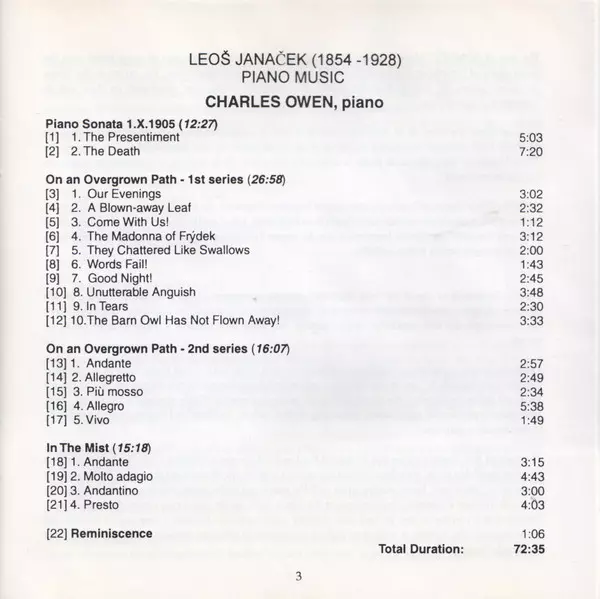 LEOŠ JANAČEK (1854 -1928)
PIANO MUSIC
CHARLES OWEN, piano
Piano Sonata 1.X.1905 (12:27)
[1] 1. The Presentiment 5:03
[2] 2. The Death 7:20
On an Overgrown Path - 1st series (26:58)
[3] 1. Our Evenings 3:02
[4] 2. A Blown-away Leaf 2:32
[5] 3. Come With Us! 1:12
[6] 4. The Madonna of Frýdek 3:12
[7] 5. They Chattered Like Swallows 2:00
[8] 6. Words Fail! 1:43
[9] 7. Good Night! 2:45
[10] 8. Unutterable Anguish 3:48
[11] 9. In Tears 2:30
[12] 10.The Barn Owl Has Not Flown Away! 3:33
On an Overgrown Path - 2nd series (16:07)
[13] 1. Andante 2:57
[14] 2. Allegretto 2:49
[15] 3. Più mosso 2:34
[16] 4. Allegro 5:38
[17] 5. Vivo 1:49
In The Mist (15:18)
[18] 1. Andante 3:15
[19] 2. Molto adagio 4:43
[20] 3. Andantino 3:00
[21] 4. Presto 4:03
[22] Reminiscence 1:06
Total Duration: 72:35
3